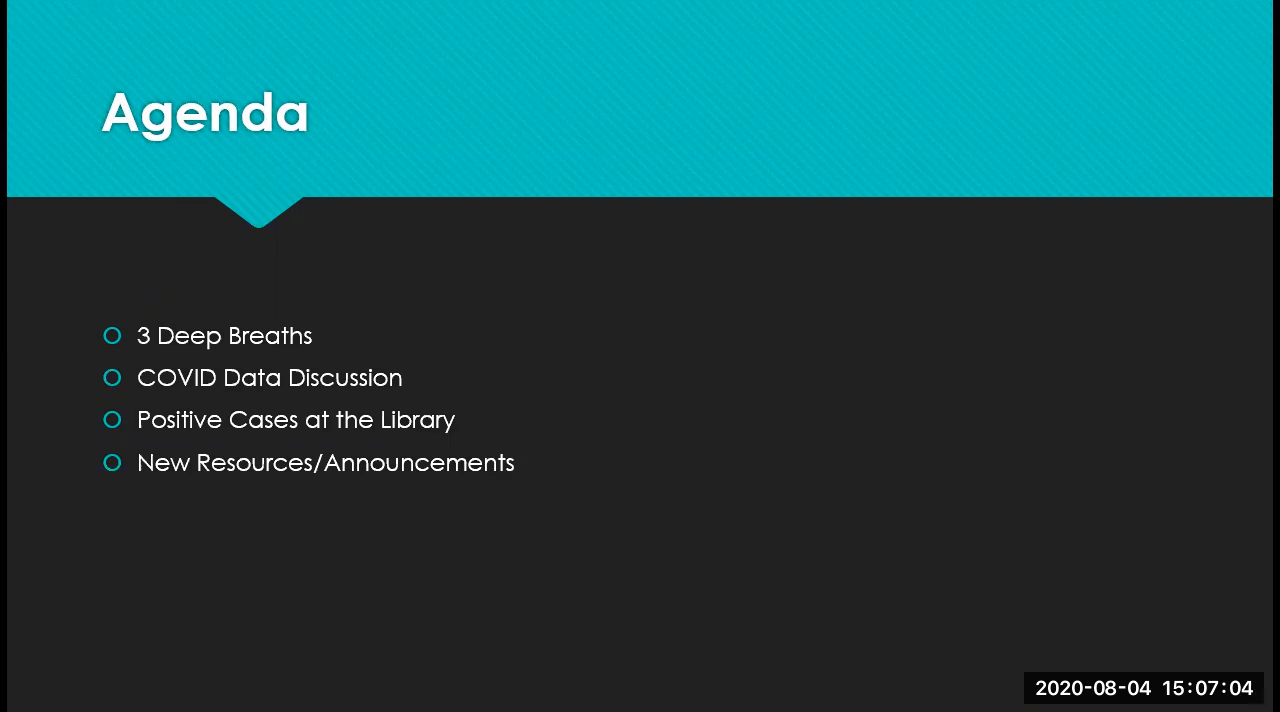 Agenda
3 Deep Breaths
COVID Data Discussion
Positive Cases at the Library
New Resources/Announcements
2020-08-04 15:07:04